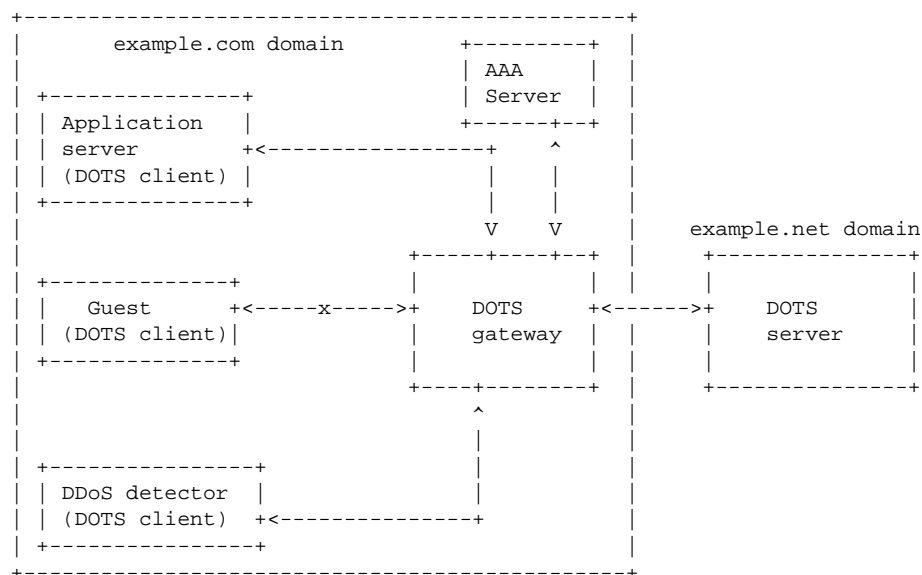 example.com domain
AAA
Server
Application
server
(DOTS client)
V V
example.net domain
Guest
x
DOTS
(DOTS client)
gateway
DOTS
server
DDoS detector
(DOTS client)